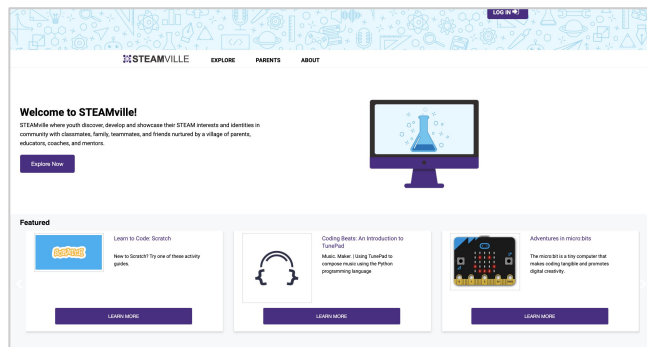 LOG IN
STEAMVILLE EXPLORE PARENTS ABOUT
Welcome to STEAMville!
STEAMville where youth discover, develop and showcase their STEAM interests and identities in
community with classmates, family, teammates, and friends nurtured by a village of parents,
educators, coaches, and mentors.
Explore Now
Featured
SCRATCH
Learn to Code: Scratch
New to Scratch? Try one of these activity
guides.
LEARN MORE
Coding Beats: An Introduction to
TunePad
Music. Maker. | Using TunePad to
compose music using the Python
programming language
LEARN MORE
Adventures in micro:bits
The micro:bit is a tiny computer that
makes coding tangible and promotes
digital creativity.
LEARN MORE